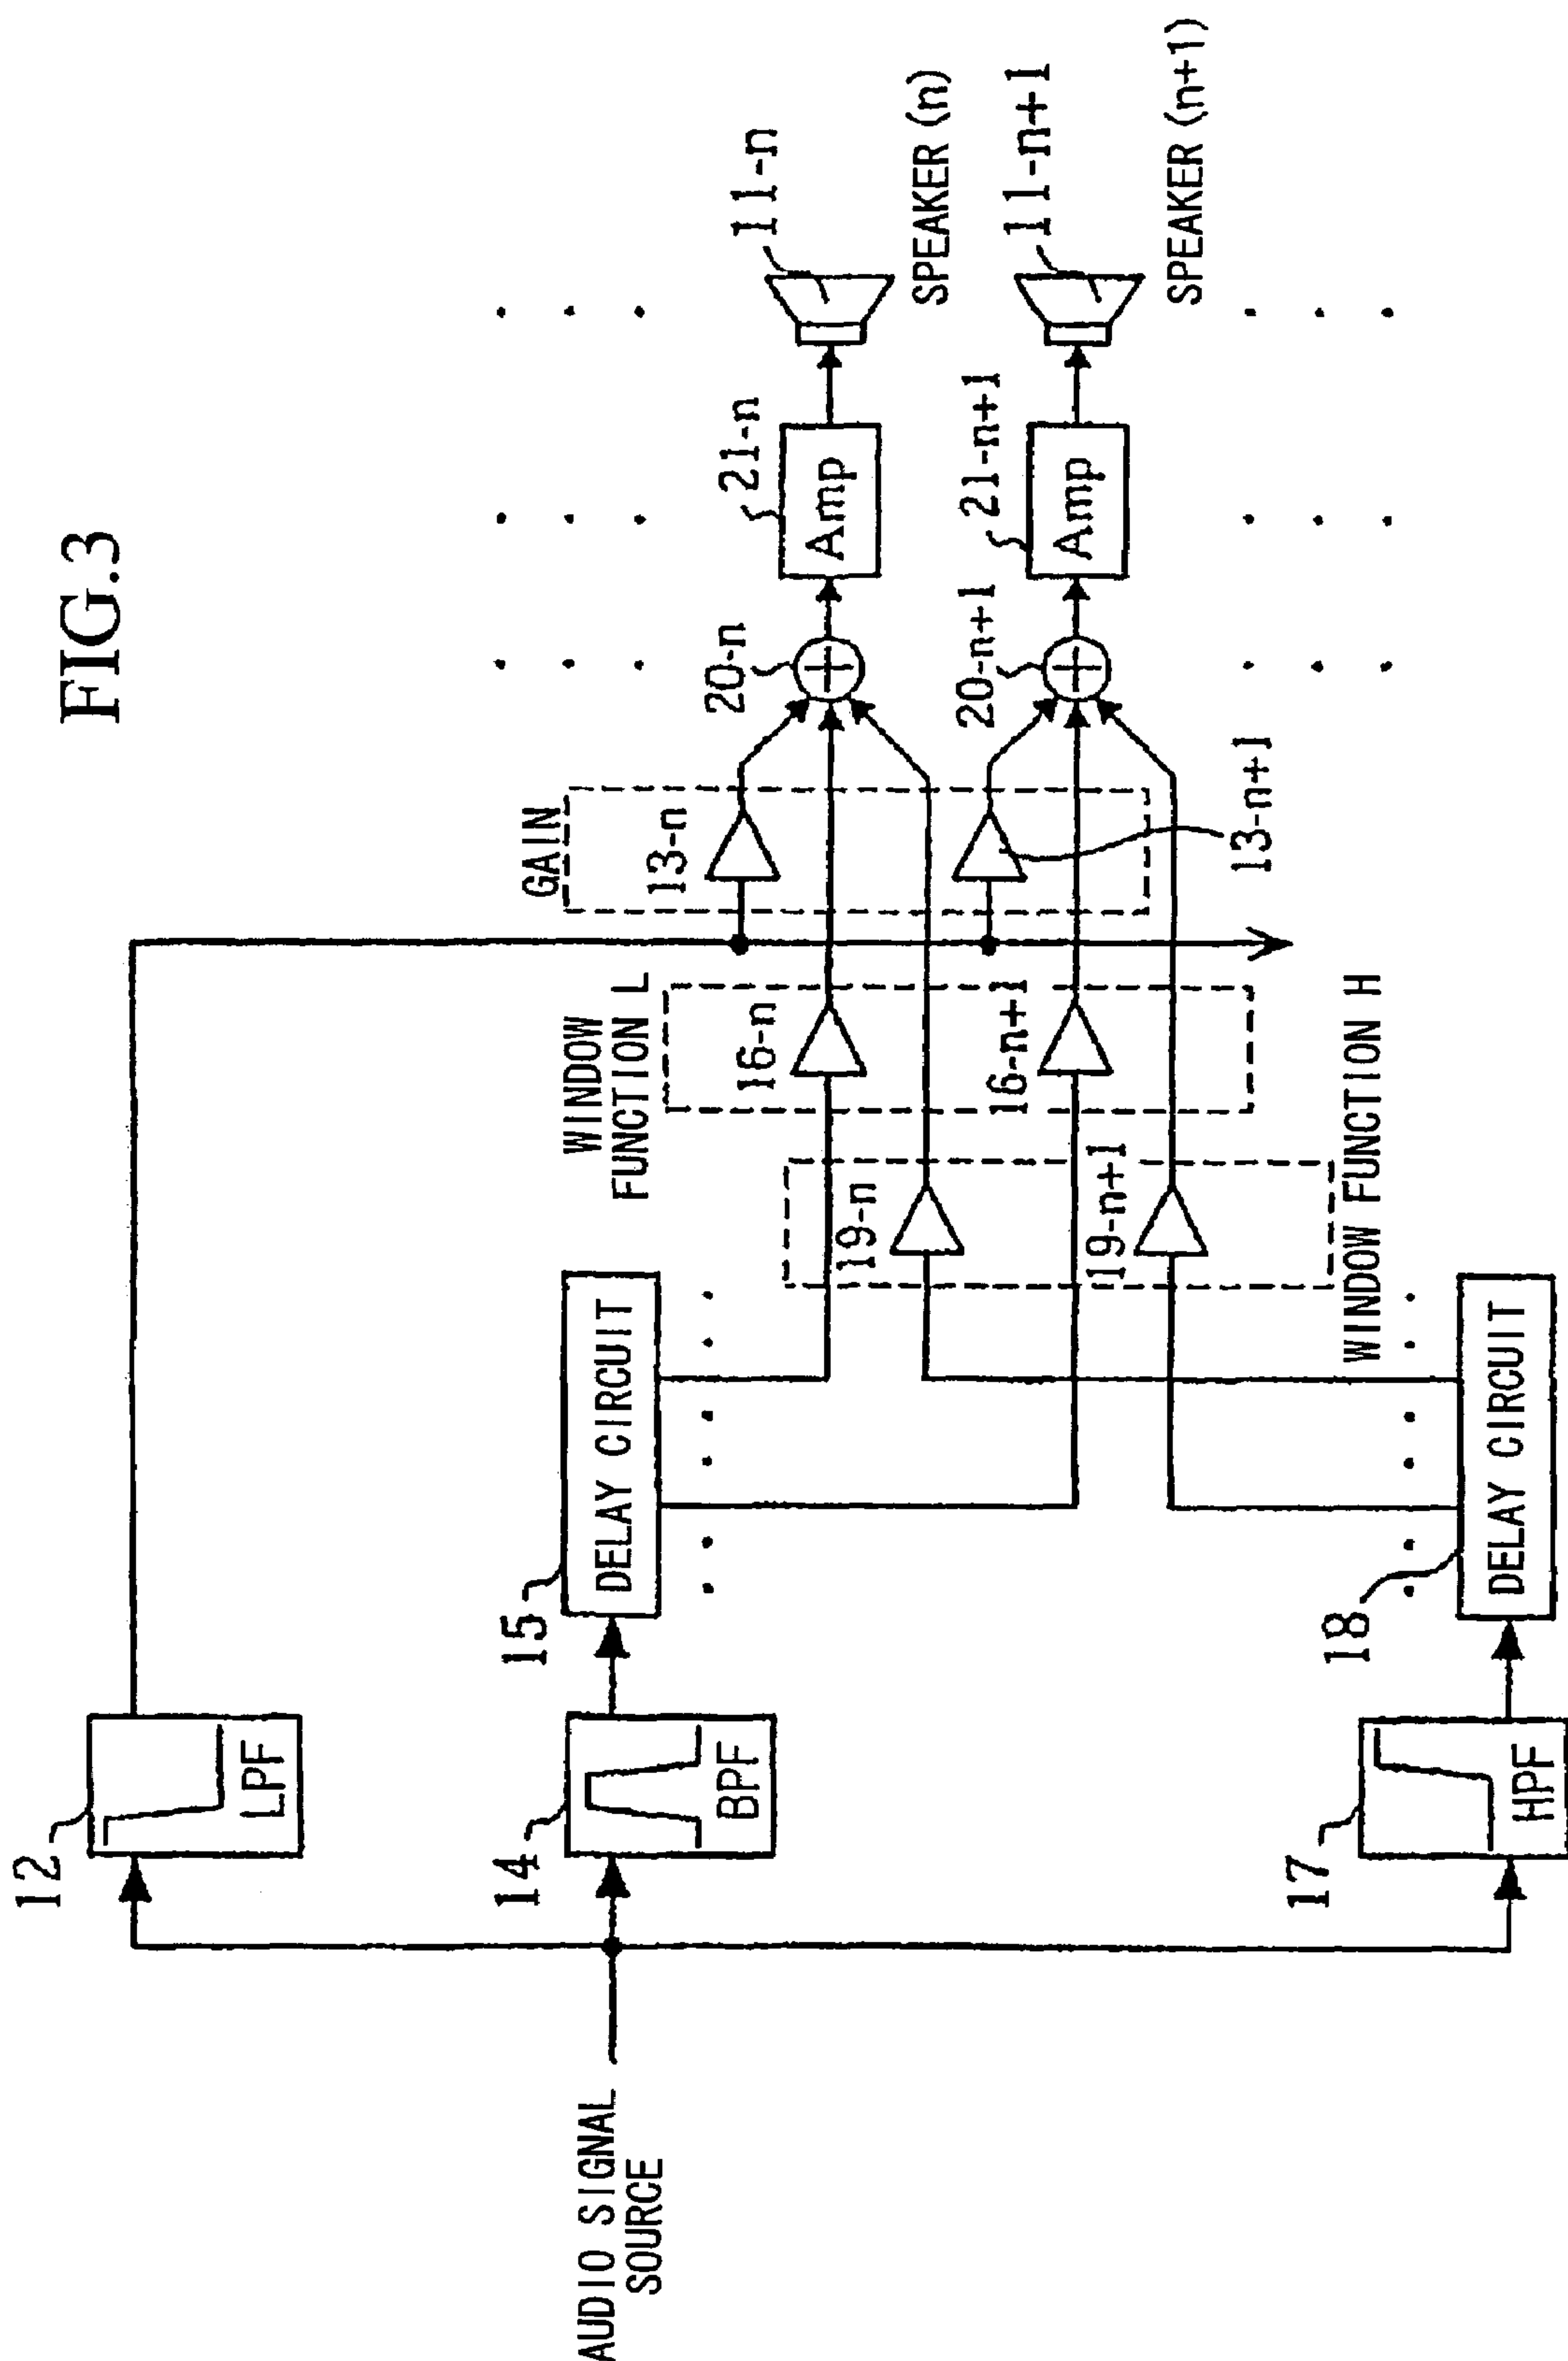 FIG.3
12
LPF
AUDIO SIGNAL
SOURCE
14
BPF
15
DELAY CIRCUIT
17
HPF
18
DELAY CIRCUIT
WINDOW
FUNCTION L
16-n
16-n+1
19-n
19-n+1
WINDOW FUNCTION H
GAIN
13-n
13-n+1
20-n
20-n+1
21-n
Amp
21-n+1
Amp
11-n
SPEAKER (n)
11-n+1
SPEAKER (n+1)